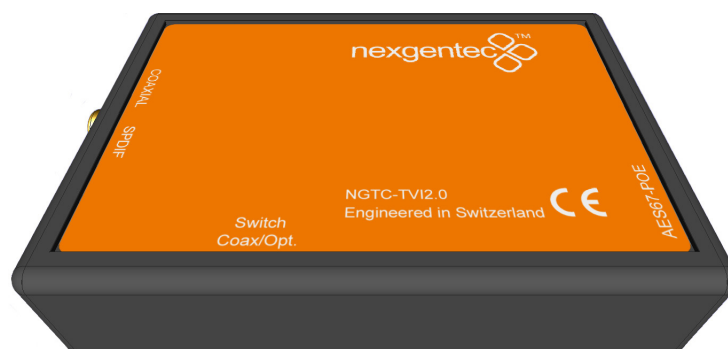 nexgentec™
COAXIAL
SPDIF
NGTC-TVI2.0
Engineered in Switzerland
CE
AES67-POE
Switch
Coax/Opt.